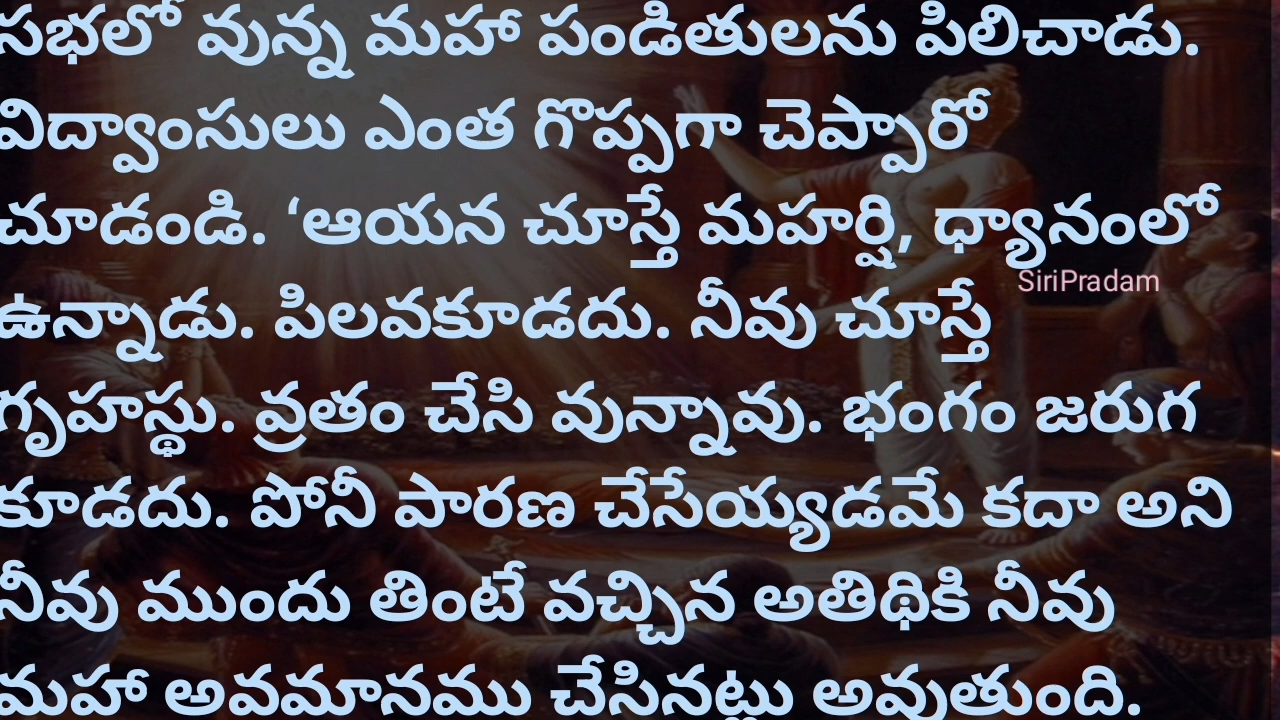 సభలో వున్న మహా పండితులను పిలిచాడు.
విద్వాంసులు ఎంత గొప్పగా చెప్పారో
చూడండి. ‘ఆయన చూస్తే మహర్షి, ధ్యానంలో
SiriPradam
ఉన్నాడు. పిలవకూడదు. నీవు చూస్తే
గృహస్థు. వ్రతం చేసి వున్నావు. భంగం జరుగ
కూడదు. పోనీ పారణ చేసేయ్యడమే కదా అని
నీవు ముందు తింటే వచ్చిన అతిథికి నీవు
మహా అవమానము చేసినట్లు అవుతుంది.